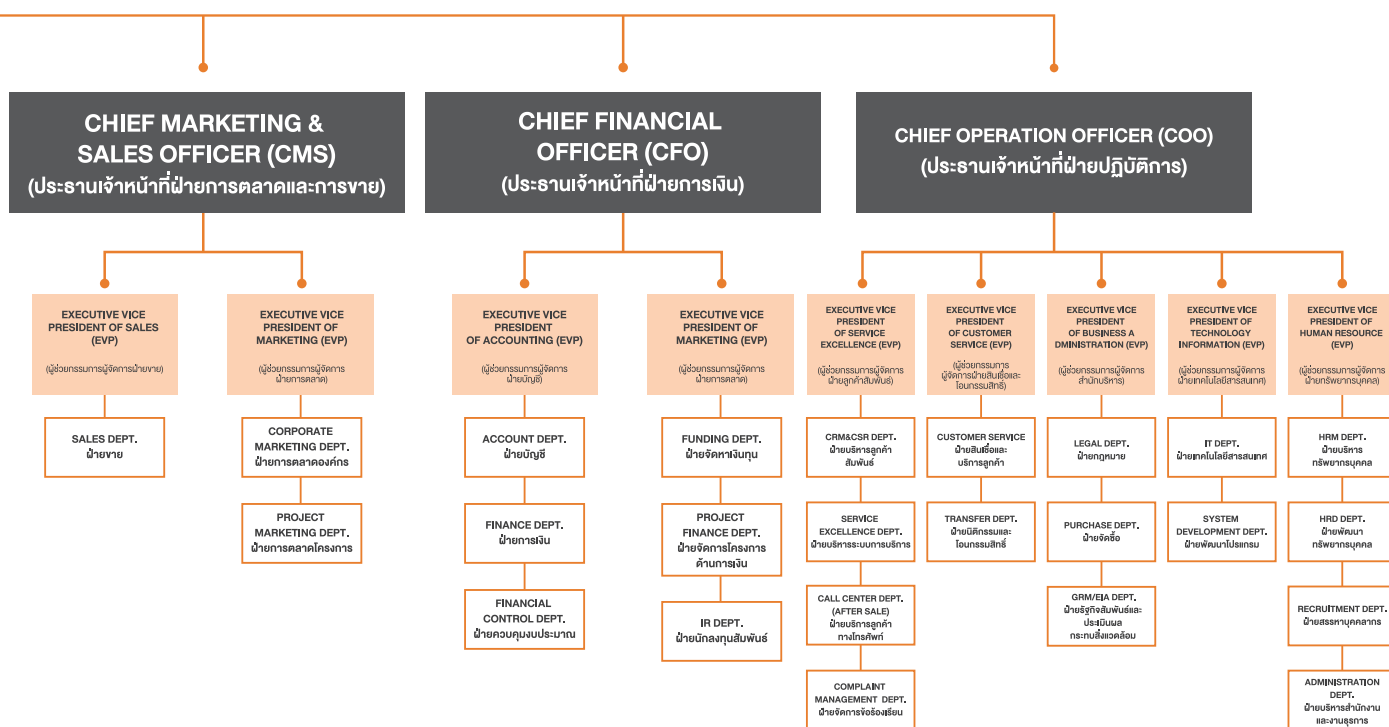 CHIEF MARKETING &
SALES OFFICER (CMS)
(ประธานเจ้าหน้าที่ฝ่ายการตลาดและการขาย)
CHIEF FINANCIAL
OFFICER (CFO)
(ประธานเจ้าหน้าที่ฝ่ายการเงิน)
CHIEF OPERATION OFFICER (COO)
(ประธานเจ้าหน้าที่ฝ่ายปฏิบัติการ)
EXECUTIVE VICE
PRESIDENT OF SALES
(EVP)
(ผู้ช่วยกรรมการผู้จัดการฝ่ายขาย)
SALES DEPT.
ฝ่ายขาย
EXECUTIVE VICE
PRESIDENT OF
MARKETING (EVP)
(ผู้ช่วยกรรมการผู้จัดการ
ฝ่ายการตลาด)
CORPORATE
MARKETING DEPT.
ฝ่ายการตลาดองค์กร
PROJECT
MARKETING DEPT.
ฝ่ายการตลาดโครงการ
EXECUTIVE VICE
PRESIDENT
OF ACCOUNTING (EVP)
(ผู้ช่วยกรรมการผู้จัดการ
ฝ่ายบัญชี)
ACCOUNT DEPT.
ฝ่ายบัญชี
FINANCE DEPT.
ฝ่ายการเงิน
FINANCIAL
CONTROL DEPT.
ฝ่ายควบคุมงบประมาณ
EXECUTIVE VICE
PRESIDENT OF
MARKETING (EVP)
(ผู้ช่วยกรรมการผู้จัดการ
ฝ่ายการตลาด)
FUNDING DEPT.
ฝ่ายจัดหาเงินทุน
PROJECT
FINANCE DEPT.
ฝ่ายจัดการโครงการ
ด้านการเงิน
IR DEPT.
ฝ่ายนักลงทุนสัมพันธ์
EXECUTIVE VICE
PRESIDENT
OF SERVICE
EXCELLENCE (EVP)
(ผู้ช่วยกรรมการผู้จัดการ
ฝ่ายลูกค้าสัมพันธ์)
CRM&CSR DEPT.
ฝ่ายบริหารลูกค้า
สัมพันธ์
SERVICE
EXCELLENCE DEPT.
ฝ่ายบริหารระบบการบริการ
CALL CENTER DEPT.
(AFTER SALE)
ฝ่ายบริการลูกค้า
ทางโทรศัพท์
COMPLAINT
MANAGEMENT DEPT.
ฝ่ายจัดการข้อร้องเรียน
EXECUTIVE VICE
PRESIDENT
OF CUSTOMER
SERVICE (EVP)
(ผู้ช่วยกรรมการ
ผู้จัดการฝ่ายสินเชื่อและ
โอนกรรมสิทธิ์)
CUSTOMER SERVICE
ฝ่ายสินเชื่อและ
บริการลูกค้า
TRANSFER DEPT.
ฝ่ายนิติกรรมและ
โอนกรรมสิทธิ์
EXECUTIVE VICE
PRESIDENT
OF BUSINESS A
DMINISTRATION (EVP)
(ผู้ช่วยกรรมการผู้จัดการ
สำนักบริหาร)
LEGAL DEPT.
ฝ่ายกฎหมาย
PURCHASE DEPT.
ฝ่ายจัดซื้อ
GRM/EIA DEPT.
ฝ่ายรัฐกิจสัมพันธ์และ
ประเมินผล
กระทบสิ่งแวดล้อม
EXECUTIVE VICE
PRESIDENT OF
TECHNOLOGY
INFORMATION (EVP)
(ผู้ช่วยกรรมการผู้จัดการ
ฝ่ายเทคโนโลยีสารสนเทศ)
IT DEPT.
ฝ่ายเทคโนโลยีสารสนเทศ
SYSTEM
DEVELOPMENT DEPT.
ฝ่ายพัฒนาโปรแกรม
EXECUTIVE VICE
PRESIDENT OF
HUMAN RESOURCE
(EVP)
(ผู้ช่วยกรรมการผู้จัดการ
ฝ่ายทรัพยากรบุคคล)
HRM DEPT.
ฝ่ายบริหาร
ทรัพยากรบุคคล
HRD DEPT.
ฝ่ายพัฒนา
ทรัพยากรบุคคล
RECRUITMENT DEPT.
ฝ่ายสรรหาบุคคลากร
ADMINISTRATION
DEPT.
ฝ่ายบริหารสำนักงาน
และงานธุรการ